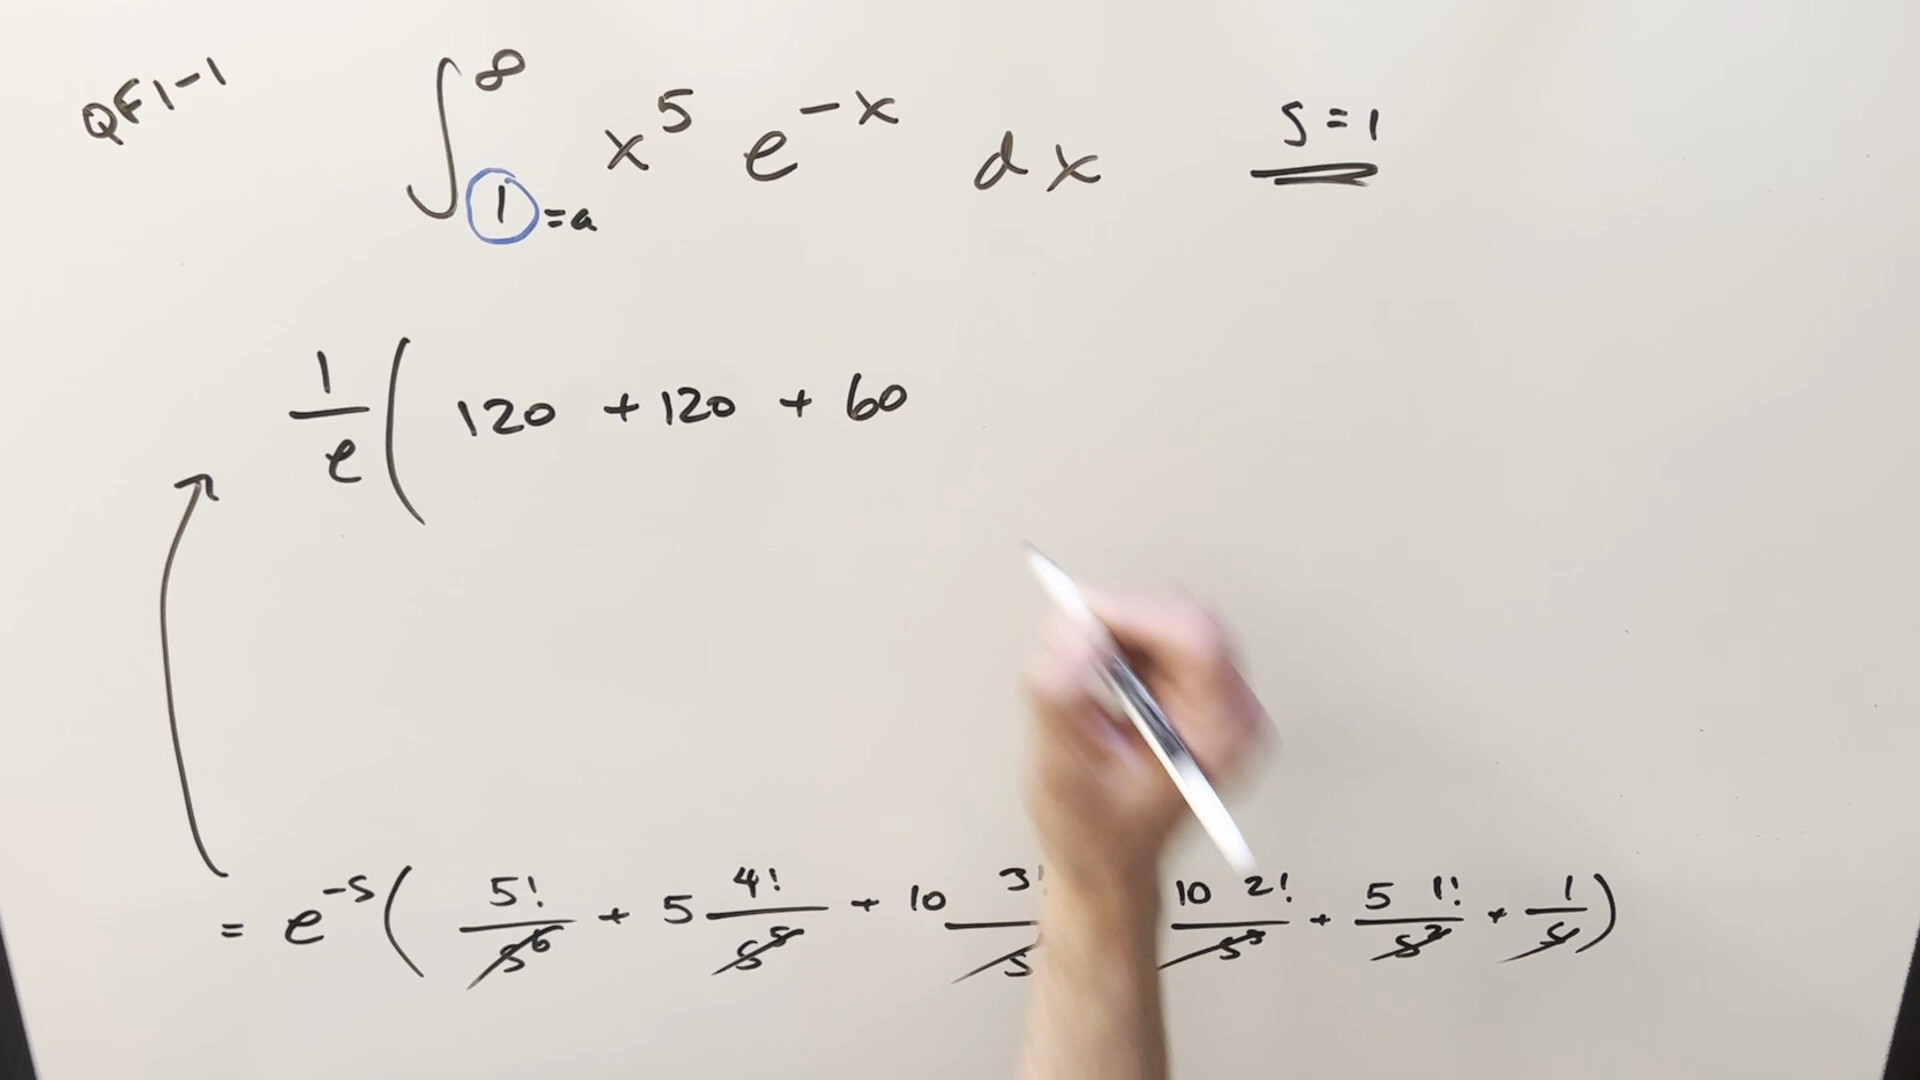 QF1-1
∫₁^∞ x⁵ e⁻ˣ dx
=a
s=1
1/e ( 120 + 120 + 60
= e⁻ˢ ( 5!/s⁶ + 5 4!/s⁵ + 10 3!/s 10 2!/s³ + 5 1!/s² + 1/s )